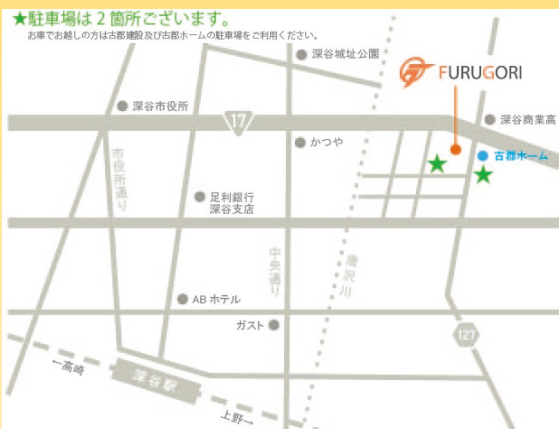 ★駐車場は2箇所ございます。
お車でお越しの方は古郡建設及び古郡ホームの駐車場をご利用ください。
深谷城址公園
FURUGORI
深谷市役所
17
深谷商業高
かつや
古郡ホーム
市役所通り
足利銀行
深谷支店
中央通り
唐沢川
ABホテル
ガスト
127
←高崎
深谷駅
上野→